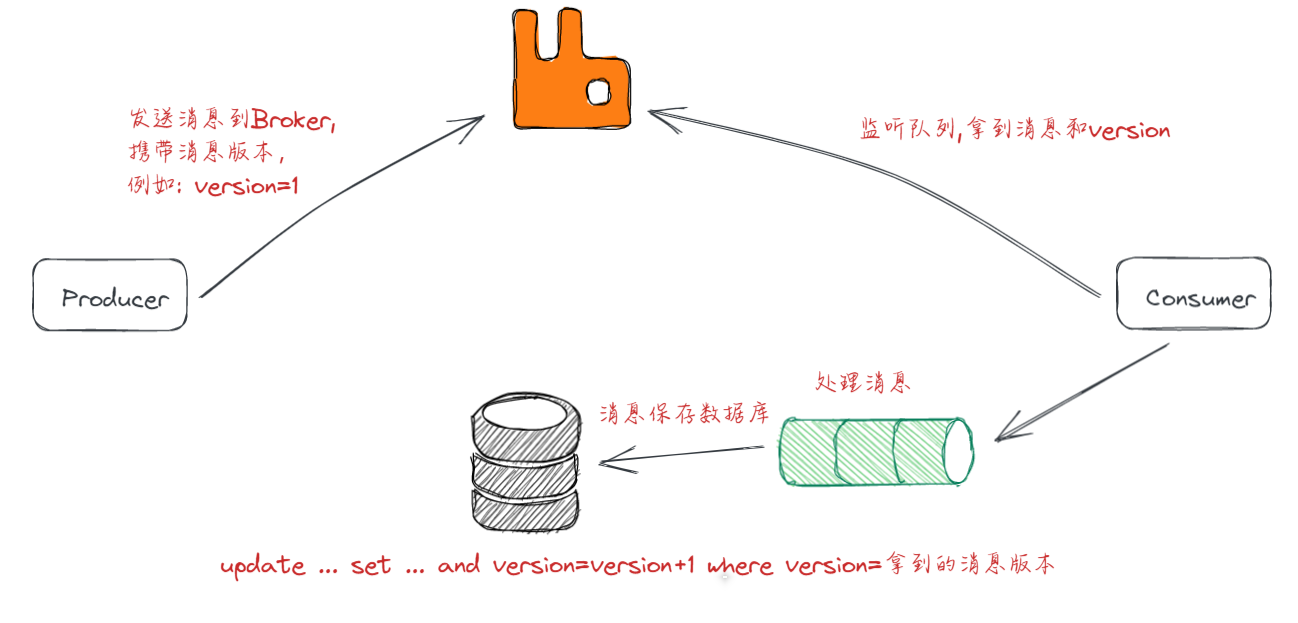 发送消息到Broker,
携带消息版本,
例如: version=1
监听队列,拿到消息和version
Producer
Consumer
处理消息
消息保存数据库
update ... set ... and version=version+1 where version=拿到的消息版本